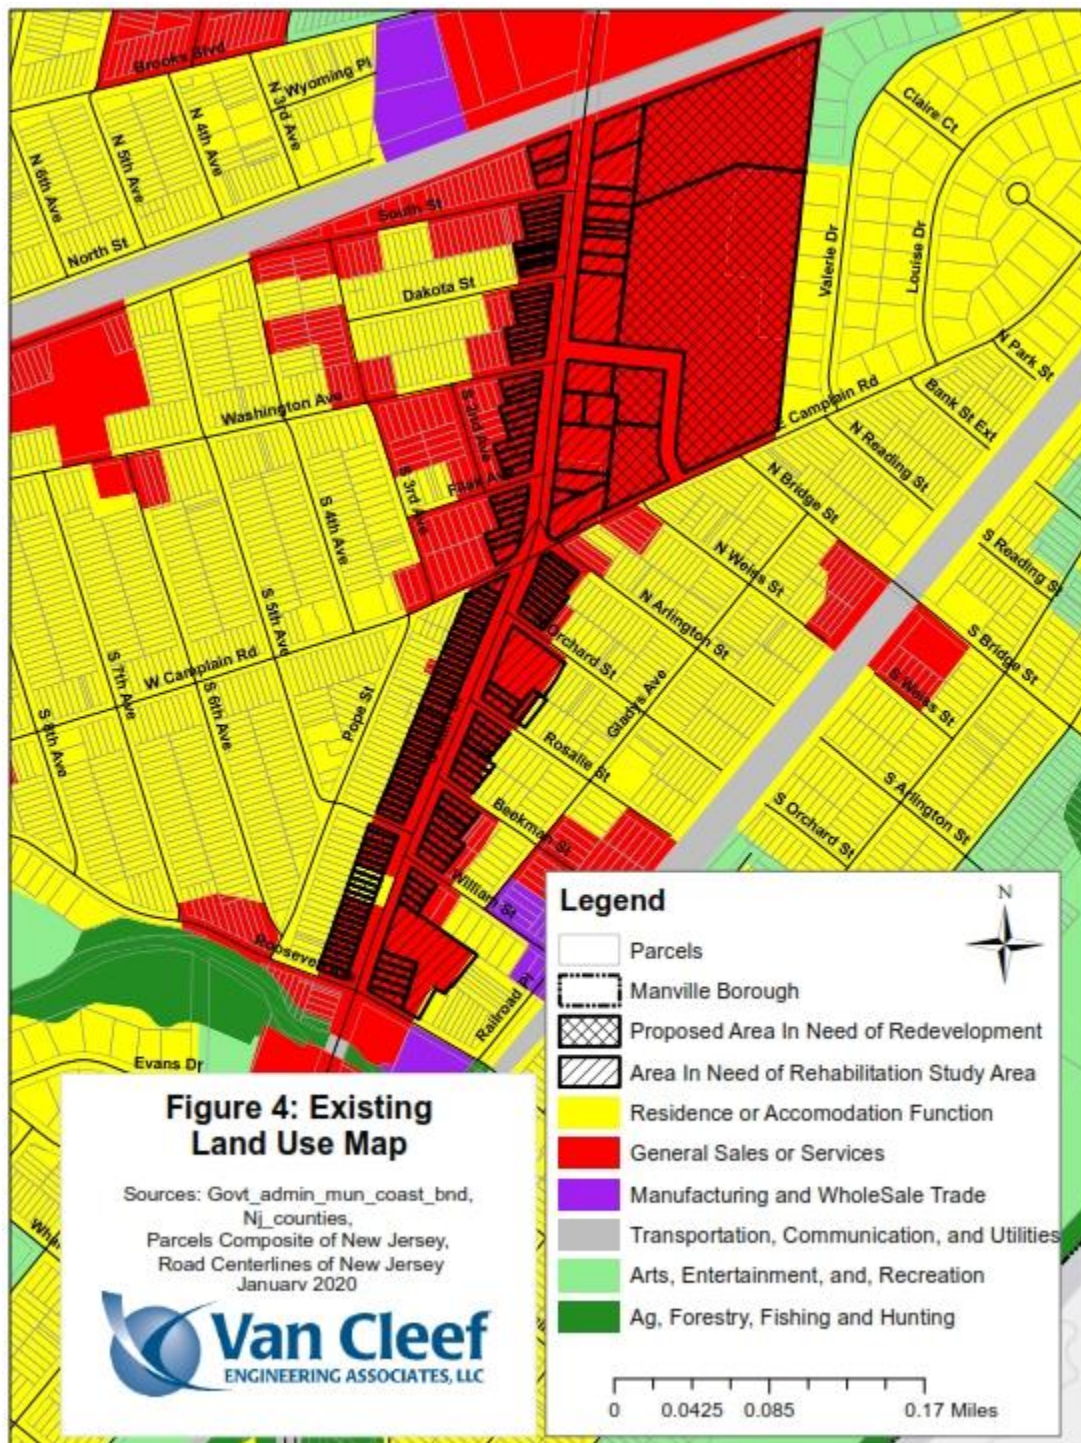 Brooks Blvd
Wyoming Pl
N 3rd Ave
N 4th Ave
N 5th Ave
N 6th Ave
North St
South St
Dakota St
Washington Ave
S 2nd Ave
S 3rd Ave
S 4th Ave
S 5th Ave
W Camplain Rd
S 6th Ave
S 7th Ave
S 8th Ave
Pope St
Claire Ct
Valerie Dr
Louise Dr
N Park St
Bank St Ext
Camplain Rd
N Reading St
N Bridge St
N Weiss St
N Arlington St
Orchard St
Gladys Ave
Rosalie St
Beekman St
William St
Railroad Pl
S Reading St
S Bridge St
S Weiss St
S Arlington St
S Orchard St
Evans Dr
Legend
N
Parcels
Manville Borough
Proposed Area In Need of Redevelopment
Area In Need of Rehabilitation Study Area
Residence or Accomodation Function
General Sales or Services
Manufacturing and WholeSale Trade
Transportation, Communication, and Utilities
Arts, Entertainment, and, Recreation
Ag, Forestry, Fishing and Hunting
0 0.0425 0.085 0.17 Miles
Figure 4: Existing
Land Use Map
Sources: Govt_admin_mun_coast_bnd,
Nj_counties,
Parcels Composite of New Jersey,
Road Centerlines of New Jersey
January 2020
Van Cleef
ENGINEERING ASSOCIATES, LLC